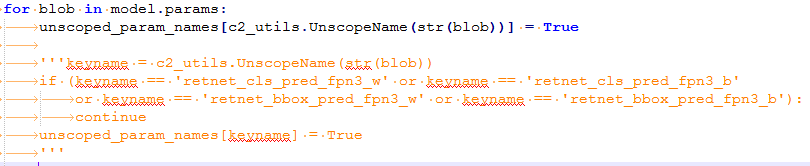 for blob in model.params:
unscoped_param_names[c2_utils.UnscopeName(str(blob))] = True
'''keyname = c2_utils.UnscopeName(str(blob))
if (keyname == 'retnet_cls_pred_fpn3_w' or keyname == 'retnet_cls_pred_fpn3_b'
or keyname == 'retnet_bbox_pred_fpn3_w' or keyname == 'retnet_bbox_pred_fpn3_b'):
continue
unscoped_param_names[keyname] = True
'''